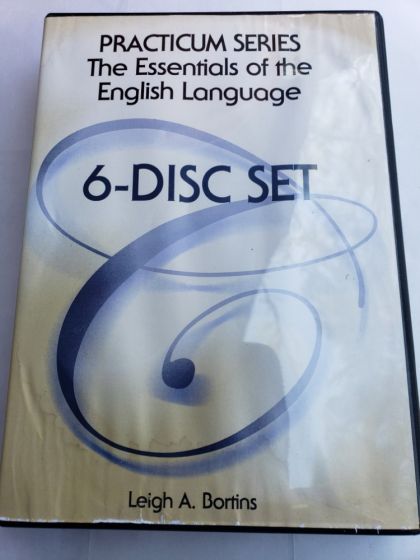 PRACTICUM SERIES
The Essentials of the
English Language
6-DISC SET
Leigh A. Bortins